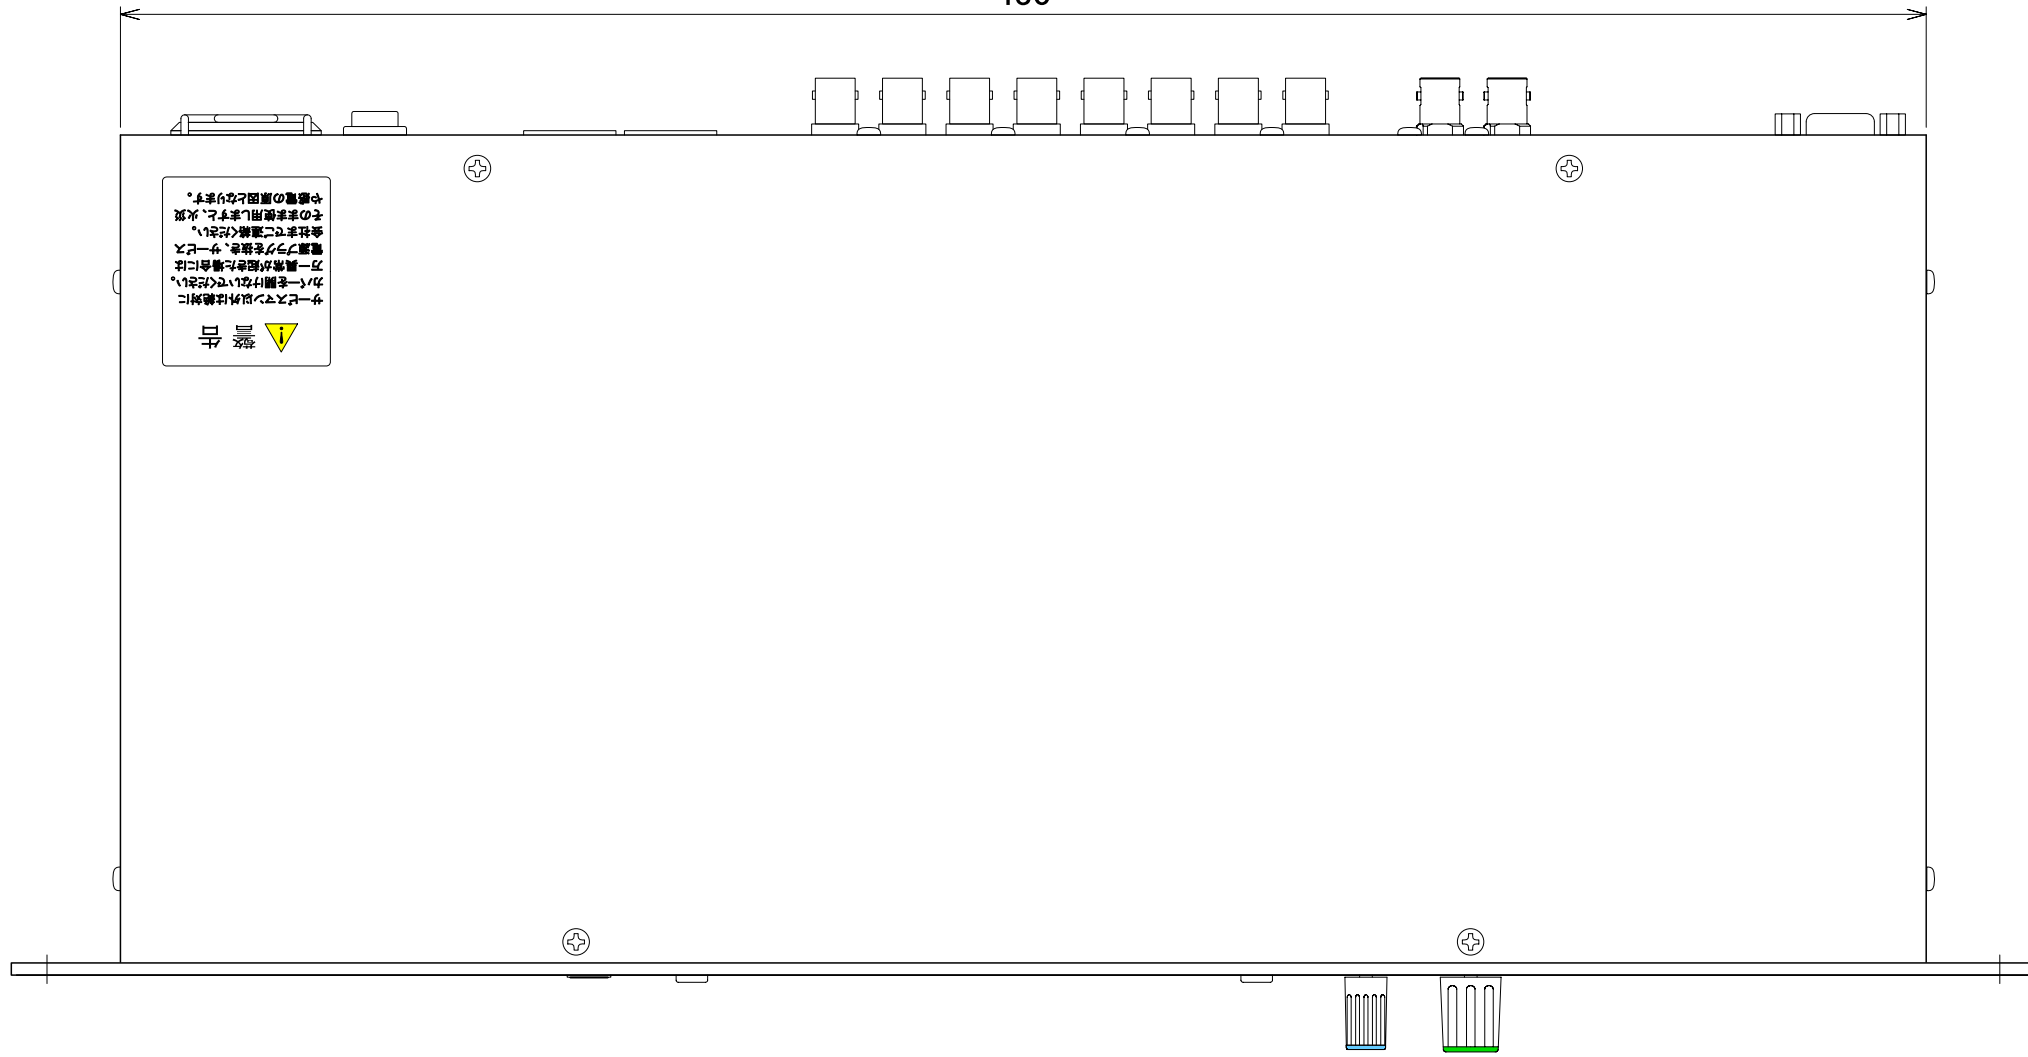 警 告
サービスマン以外は絶対に
カバーを開けないでください。
万一異常が起きた場合には
電源プラグを抜き、サービス
会社までご連絡ください。
そのまま使用しますと、火災
や感電の原因となります。